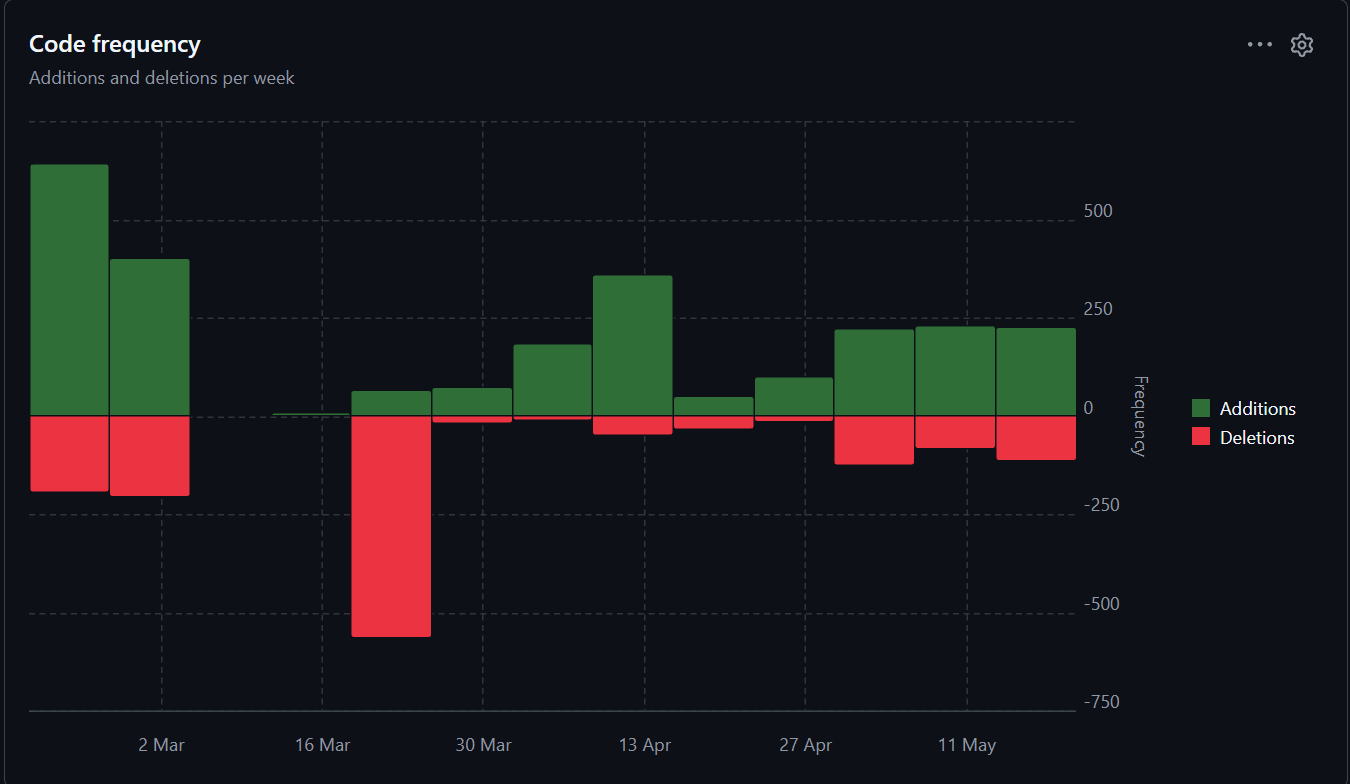 Code frequency
Additions and deletions per week
500
250
0
-250
-500
-750
Frequency
Additions
Deletions
2 Mar 16 Mar 30 Mar 13 Apr 27 Apr 11 May